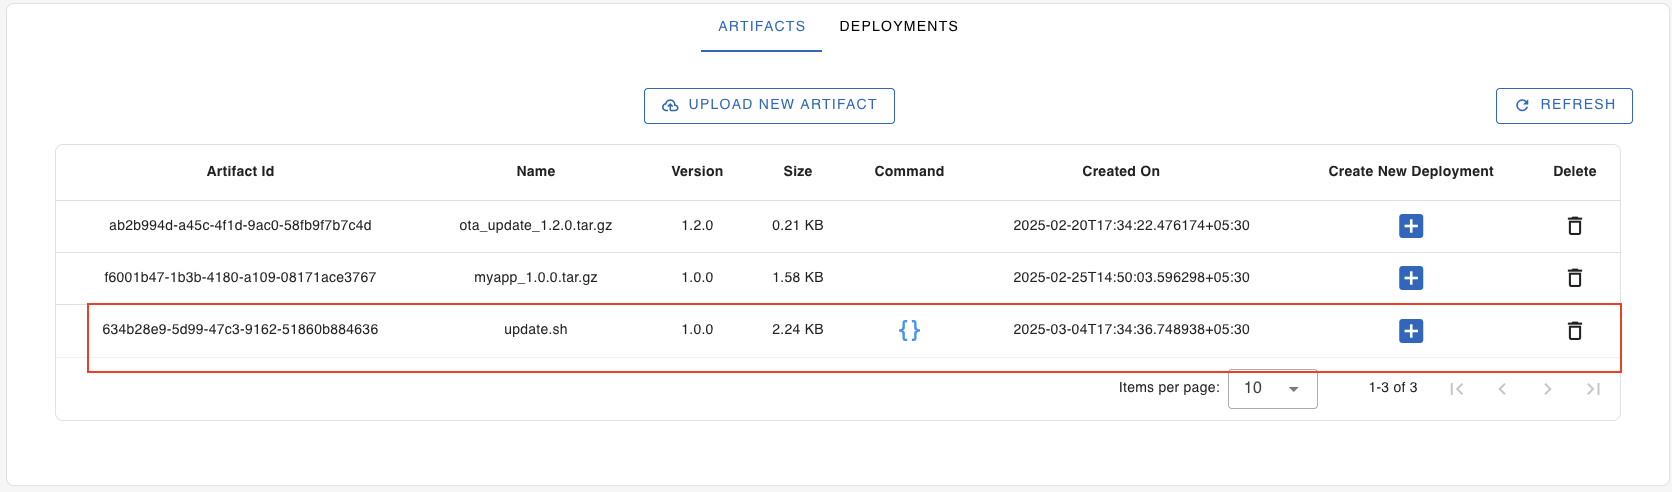 ARTIFACTS DEPLOYMENTS
UPLOAD NEW ARTIFACT REFRESH
Artifact Id Name Version Size Command Created On Create New Deployment Delete
ab2b994d-a45c-4f1d-9ac0-58fb9f7b7c4d ota_update_1.2.0.tar.gz 1.2.0 0.21 KB 2025-02-20T17:34:22.476174+05:30
f6001b47-1b3b-4180-a109-08171ace3767 myapp_1.0.0.tar.gz 1.0.0 1.58 KB 2025-02-25T14:50:03.596298+05:30
634b28e9-5d99-47c3-9162-51860b884636 update.sh 1.0.0 2.24 KB {} 2025-03-04T17:34:36.748938+05:30
Items per page: 10 1-3 of 3